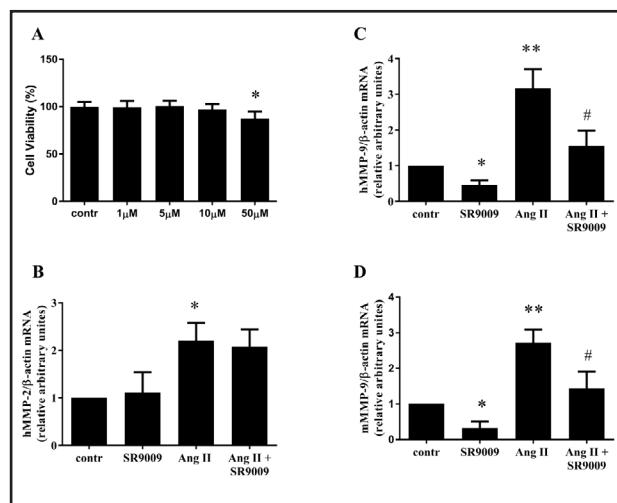 A
Cell Viability (%)
150
100
50
0
*
contr 1μM 5μM 10μM 50μM
B
hMMP-2/β-actin mRNA
(relative arbitrary unites)
3
2
1
0
*
contr SR9009 Ang II Ang II +
SR9009
C
hMMP-9/β-actin mRNA
(relative arbitrary unites)
4
3
2
1
0
*
**
#
contr SR9009 Ang II Ang II +
SR9009
D
mMMP-9/β-actin mRNA
(relative arbitrary unites)
4
3
2
1
0
*
**
#
contr SR9009 Ang II Ang II +
SR9009